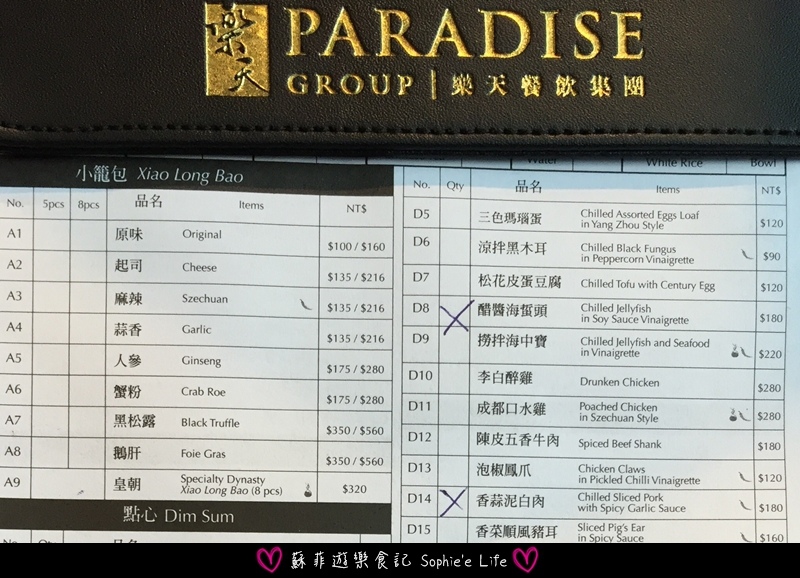 樂天 PARADISE
GROUP | 樂天餐飲集團
Water White Rice Bowl
小籠包 Xiao Long Bao
No. 5pcs 8pcs 品名 Items NT$
A1 原味 Original $100 / $160
A2 起司 Cheese $135 / $216
A3 麻辣 Szechuan $135 / $216
A4 蒜香 Garlic $135 / $216
A5 人參 Ginseng $175 / $280
A6 蟹粉 Crab Roe $175 / $280
A7 黑松露 Black Truffle $350 / $560
A8 鵝肝 Foie Gras $350 / $560
A9 皇朝 Specialty Dynasty
Xiao Long Bao (8 pcs) $320
點心 Dim Sum
No. Qty 品名 Items NT$
D5 三色瑪瑙蛋 Chilled Assorted Eggs Loaf
in Yang Zhou Style $120
D6 涼拌黑木耳 Chilled Black Fungus
in Peppercorn Vinaigrette $90
D7 松花皮蛋豆腐 Chilled Tofu with Century Egg $120
D8 醋醬海蜇頭 Chilled Jellyfish
in Soy Sauce Vinaigrette $180
D9 撈拌海中寶 Chilled Jellyfish and Seafood
in Vinaigrette $220
D10 李白醉雞 Drunken Chicken $280
D11 成都口水雞 Poached Chicken
in Szechuan Style $280
D12 陳皮五香牛肉 Spiced Beef Shank $180
D13 泡椒鳳爪 Chicken Claws
in Pickled Chilli Vinaigrette $120
D14 香蒜泥白肉 Chilled Sliced Pork
with Spicy Garlic Sauce $180
D15 香菜順風豬耳 Sliced Pig's Ear
in Spicy Sauce $160
蘇菲遊樂食記 Sophie'e Life